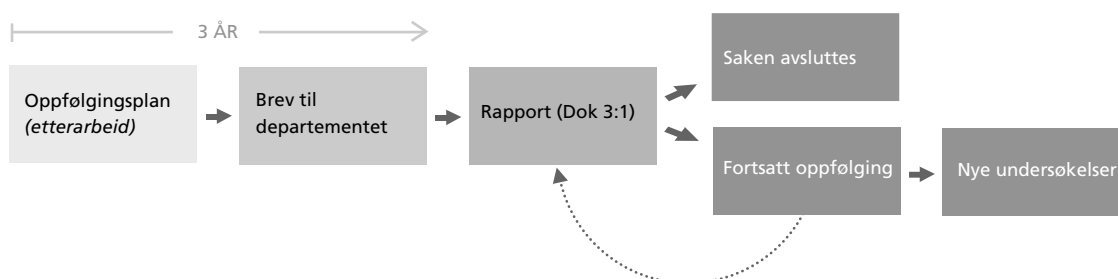 3 ÅR
Oppfølgingsplan
(etterarbeid)
Brev til
departementet
Rapport (Dok 3:1)
Saken avsluttes
Fortsatt oppfølging
Nye undersøkelser